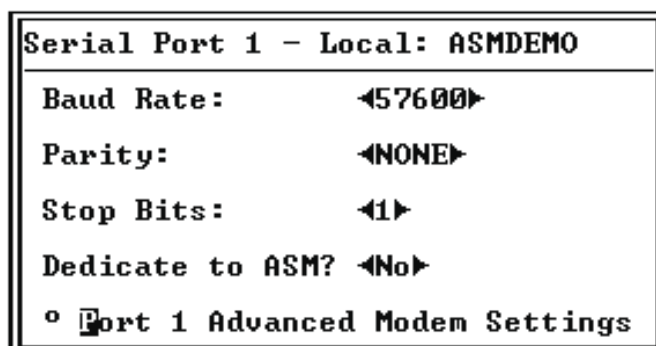 Serial Port 1 - Local: ASMDEMO
Baud Rate: ◄57600►
Parity: ◄NONE►
Stop Bits: ◄1►
Dedicate to ASM? ◄No►
° Port 1 Advanced Modem Settings